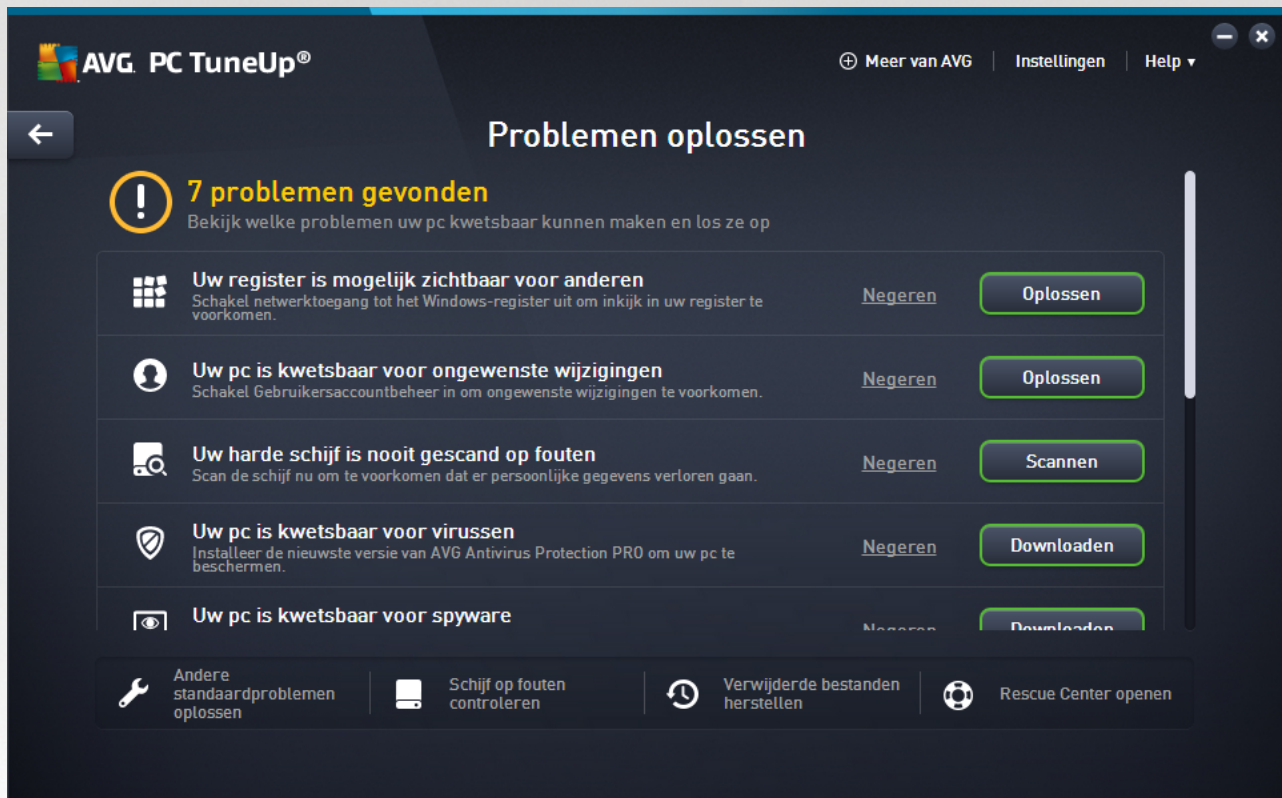 AVG. PC TuneUp®
Meer van AVG
Instellingen
Help
Problemen oplossen
7 problemen gevonden
Bekijk welke problemen uw pc kwetsbaar kunnen maken en los ze op
Uw register is mogelijk zichtbaar voor anderen
Schakel netwerktoegang tot het Windows-register uit om inkijk in uw register te
voorkomen.
Negeren
Oplossen
Uw pc is kwetsbaar voor ongewenste wijzigingen
Schakel Gebruikersaccountbeheer in om ongewenste wijzigingen te voorkomen.
Negeren
Oplossen
Uw harde schijf is nooit gescand op fouten
Scan de schijf nu om te voorkomen dat er persoonlijke gegevens verloren gaan.
Negeren
Scannen
Uw pc is kwetsbaar voor virussen
Installeer de nieuwste versie van AVG Antivirus Protection PRO om uw pc te
beschermen.
Negeren
Downloaden
Uw pc is kwetsbaar voor spyware
Negeren
Downloaden
Andere
standaardproblemen
oplossen
Schijf op fouten
controleren
Verwijderde bestanden
herstellen
Rescue Center openen